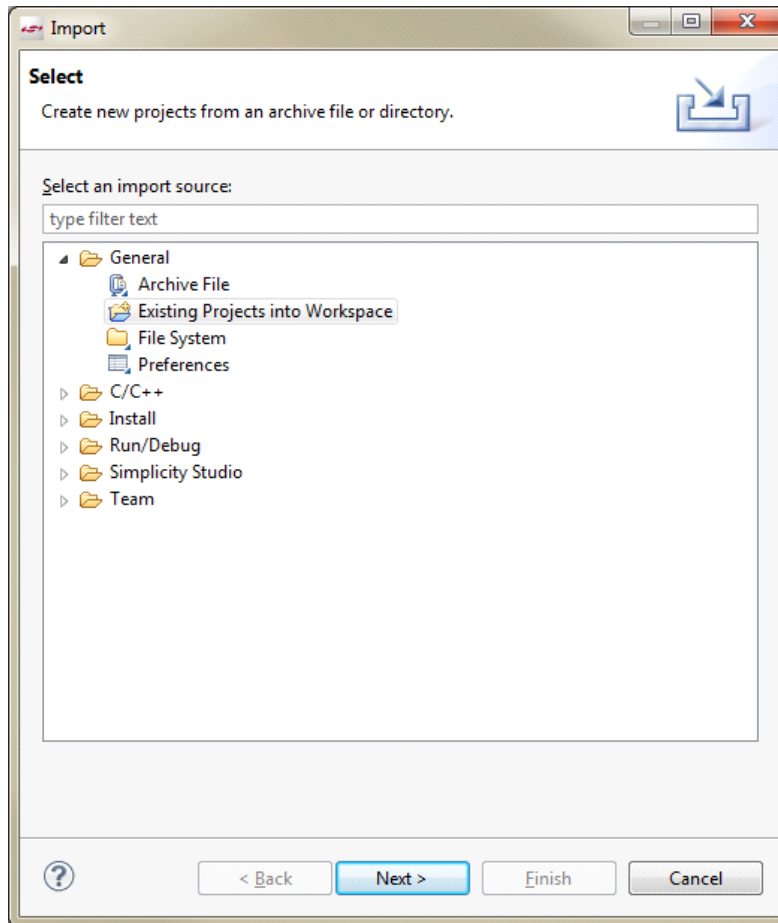 Import
Select
Create new projects from an archive file or directory.
Select an import source:
type filter text
General
Archive File
Existing Projects into Workspace
File System
Preferences
C/C++
Install
Run/Debug
Simplicity Studio
Team
?
< Back Next > Finish Cancel